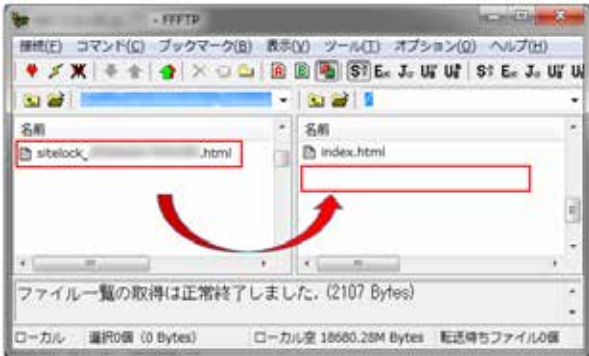 - FFFTP
接続(E) コマンド(C) ブックマーク(B) 表示(V) ツール(T) オプション(O) ヘルプ(H)
名前
sitelock_ .html
名前
index.html
ファイル一覧の取得は正常終了しました. (2107 Bytes)
ローカル 選択0個 (0 Bytes) ローカル空 18680.28M Bytes 転送待ちファイル0個